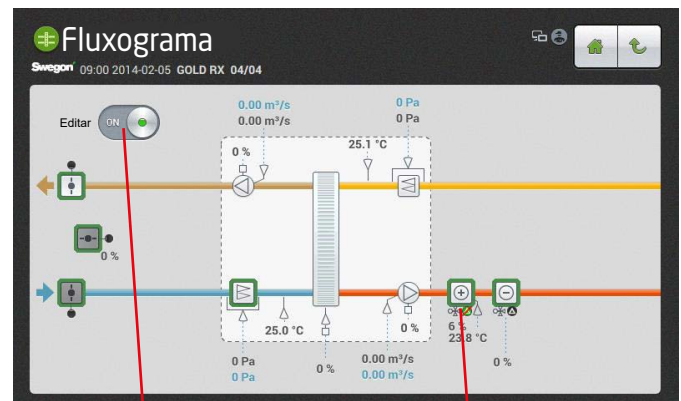 Fluxograma
Swegon 09:00 2014-02-05 GOLD RX 04/04
Editar ON
0.00 m³/s
0.00 m³/s
0 Pa
0 Pa
0 %
25.1 °C
0 %
25.0 °C
0 %
6 %
23.8 °C
0 Pa
0 Pa
0 %
0.00 m³/s
0.00 m³/s
0 %